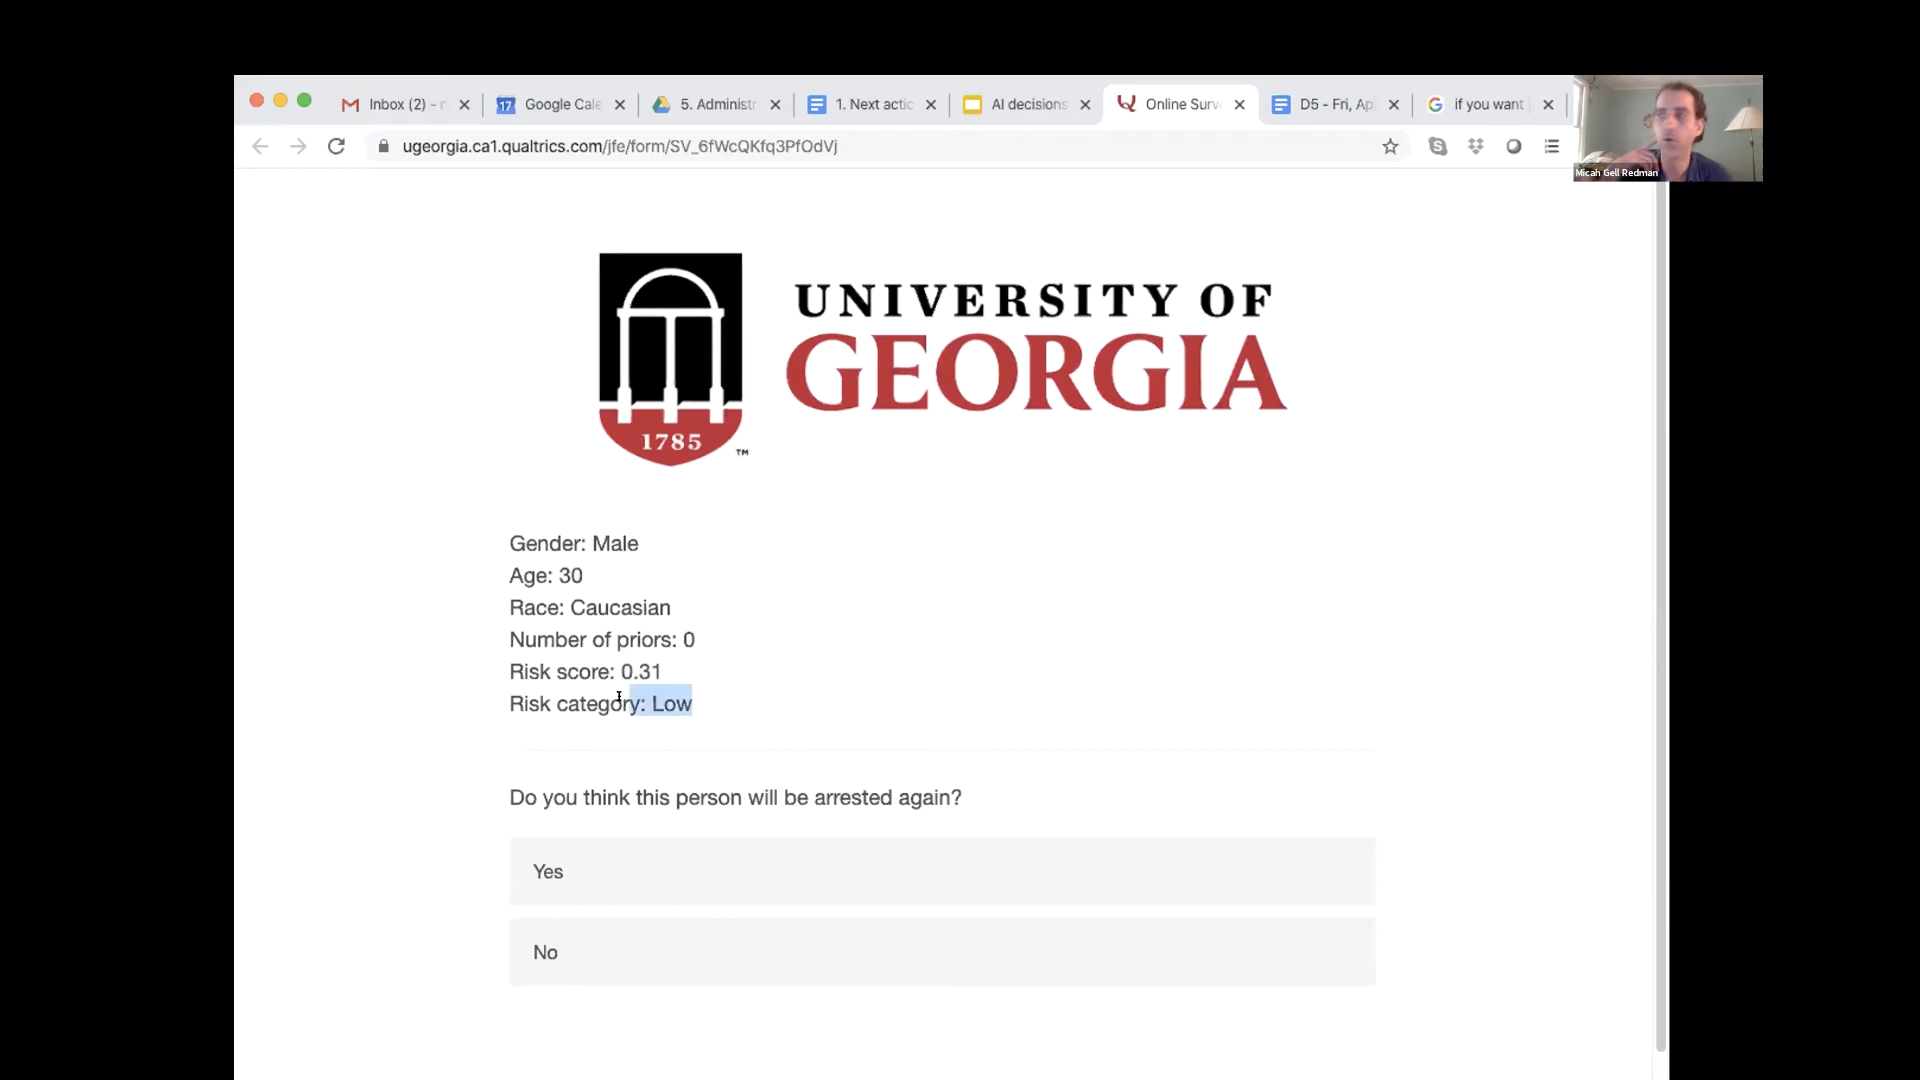 Inbox (2) - r
17
Google Cale
5. Administr
1. Next actic
AI decisions
Online Surv
D5 - Fri, Ap
G
if you want
ugeorgia.ca1.qualtrics.com/jfe/form/SV_6fWcQKfq3PfOdVj
Micah Gell Redman
UNIVERSITY OF
GEORGIA
1785
TM
Gender: Male
Age: 30
Race: Caucasian
Number of priors: 0
Risk score: 0.31
Risk category: Low
Do you think this person will be arrested again?
Yes
No